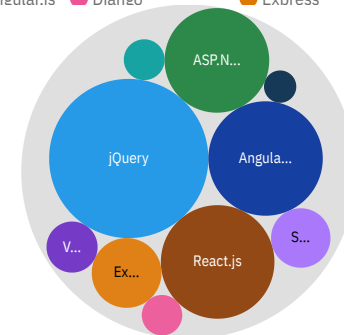 Django Express
ASP.N...
jQuery Angula...
V... S...
Ex... React.js